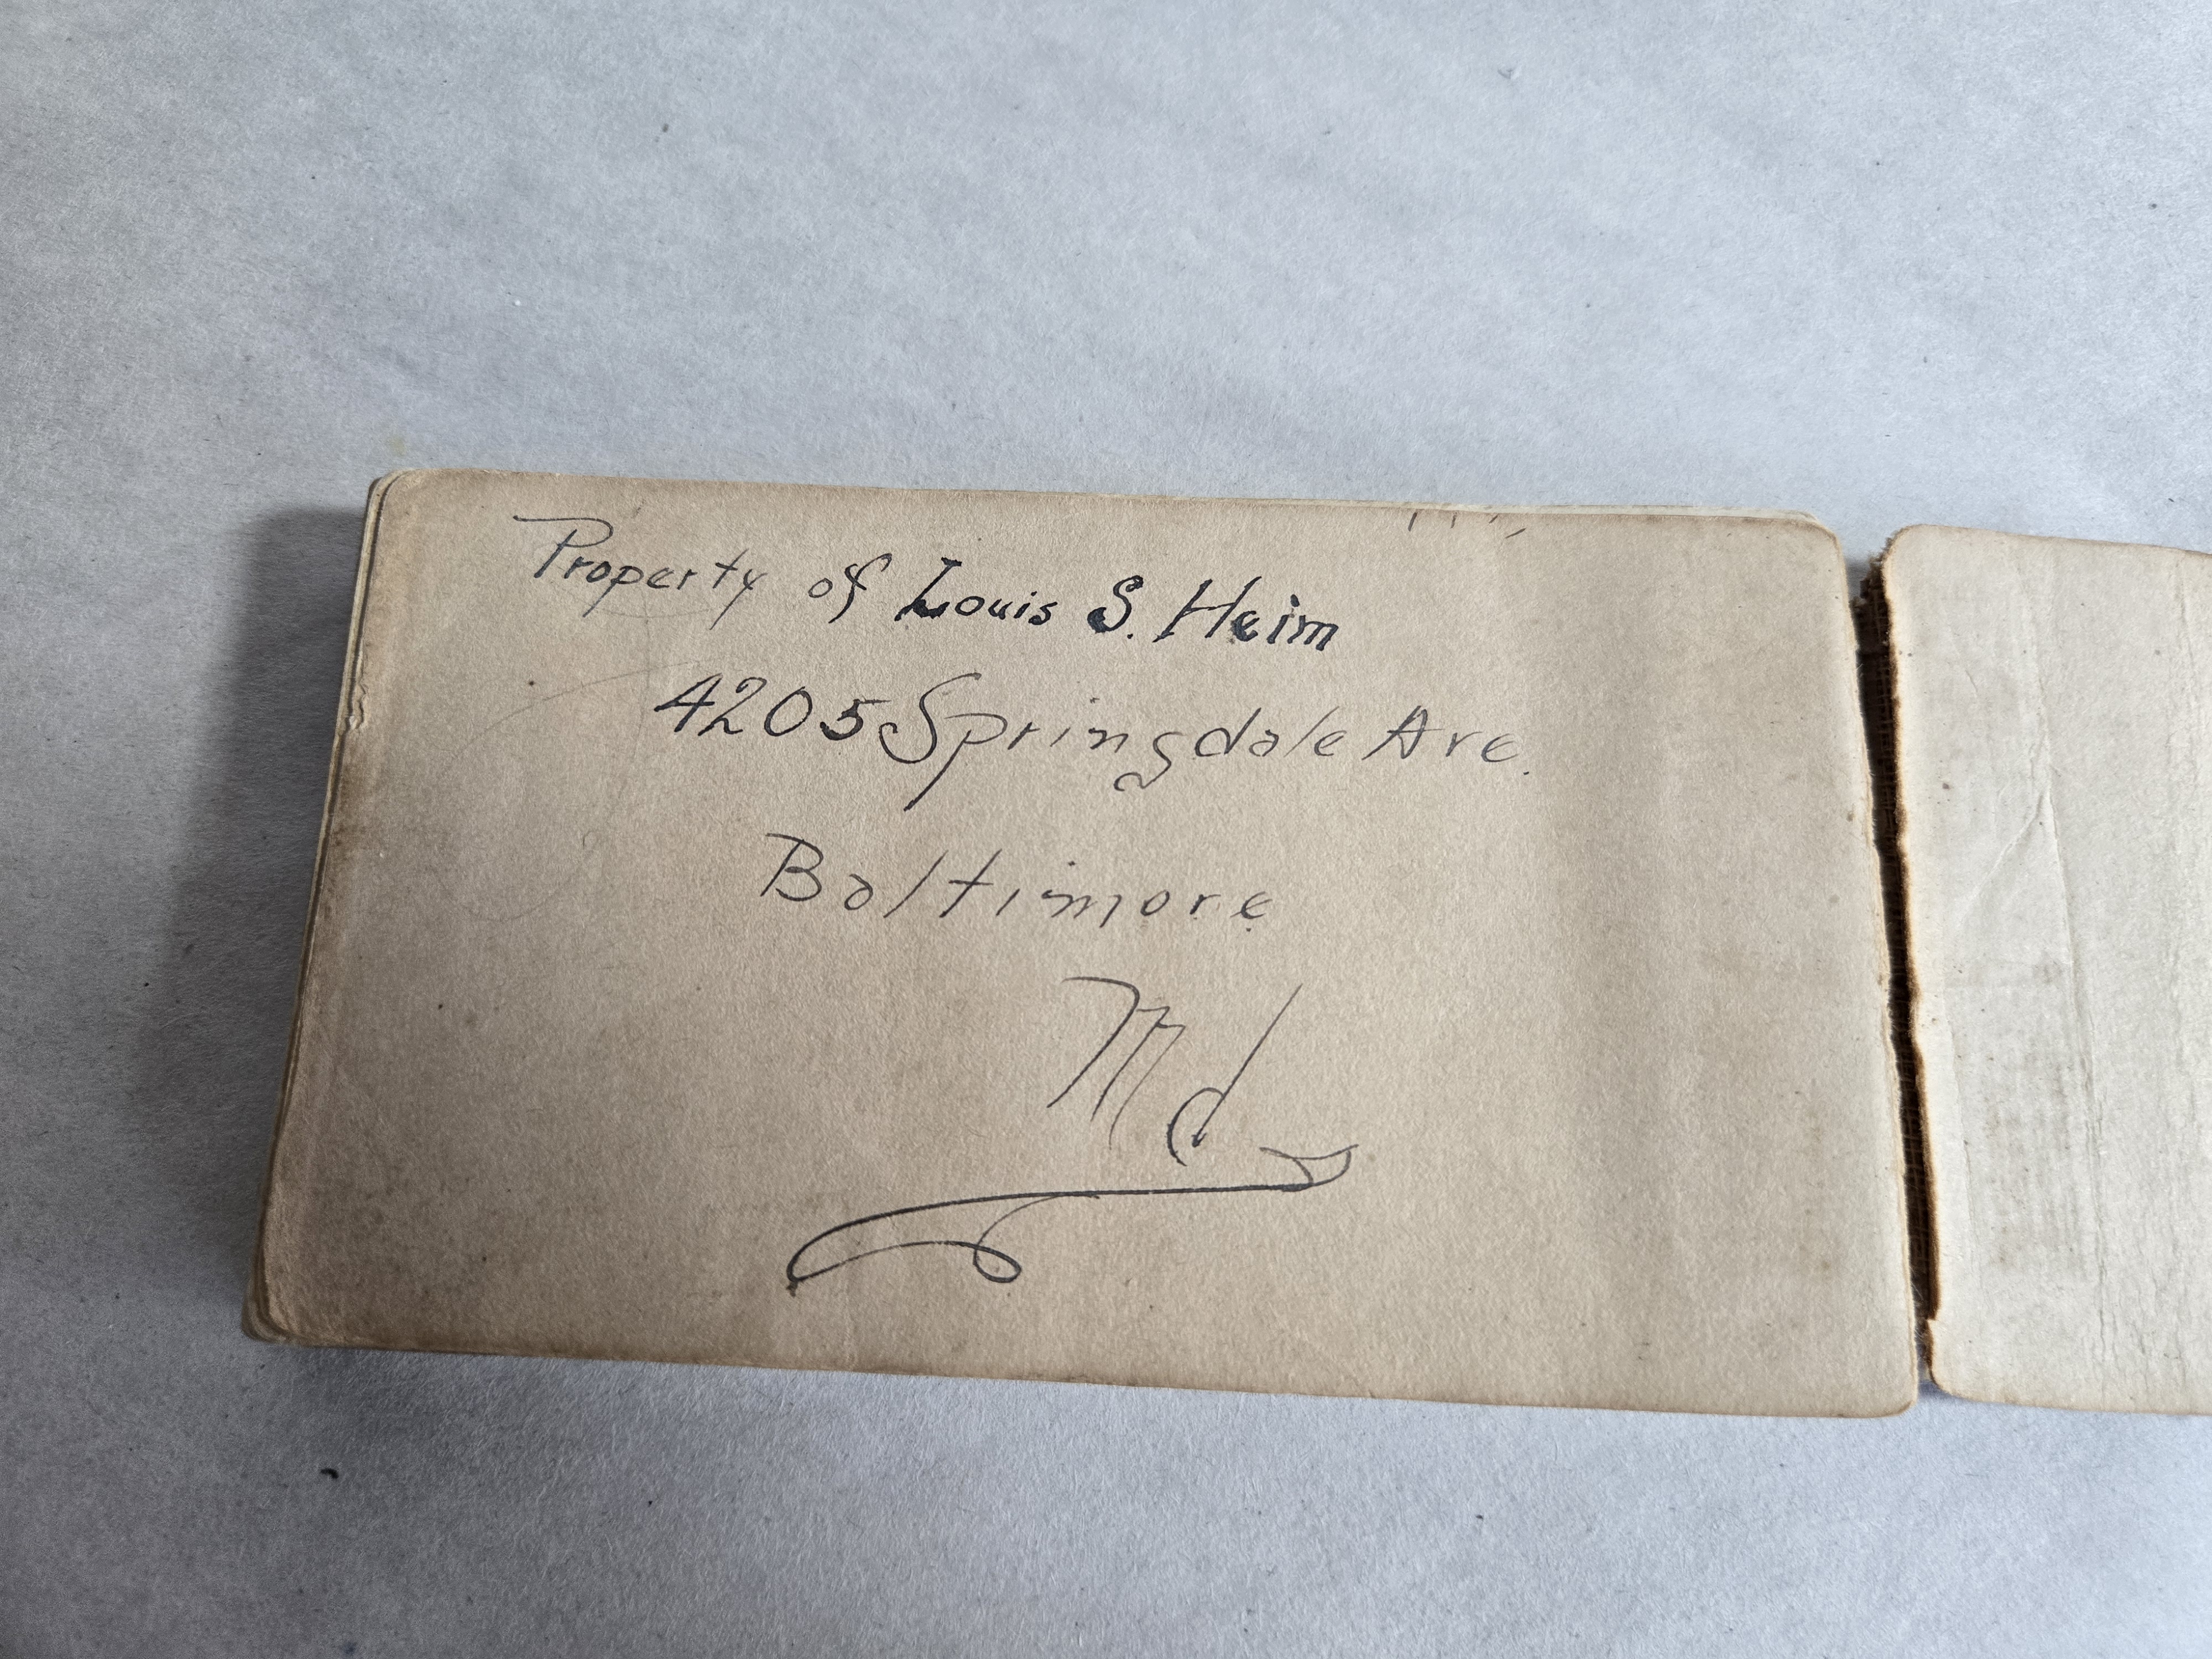 Property of Louis S. Heim
4205 Springdale Ave.
Baltimore
Md